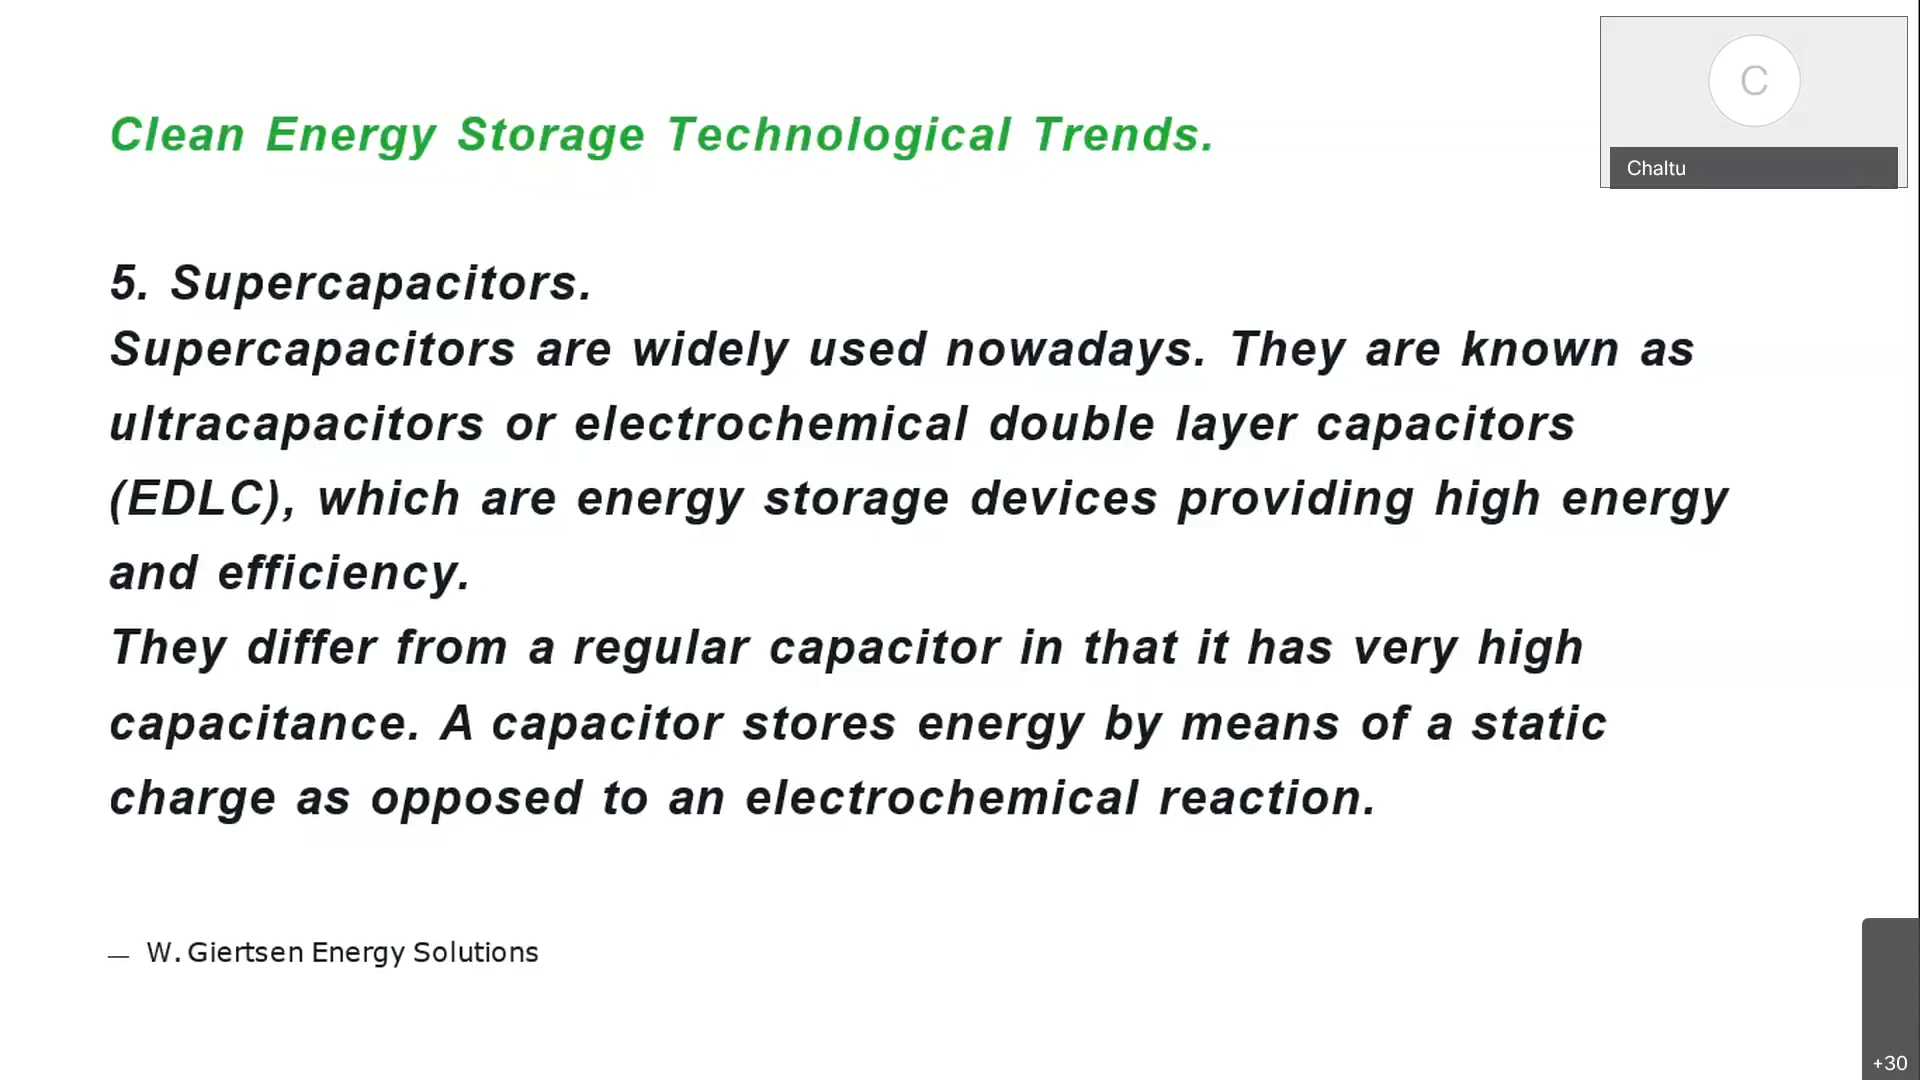 Clean Energy Storage Technological Trends.
C
Chaltu
5. Supercapacitors.
Supercapacitors are widely used nowadays. They are known as
ultracapacitors or electrochemical double layer capacitors
(EDLC), which are energy storage devices providing high energy
and efficiency.
They differ from a regular capacitor in that it has very high
capacitance. A capacitor stores energy by means of a static
charge as opposed to an electrochemical reaction.
— W. Giertsen Energy Solutions
+30